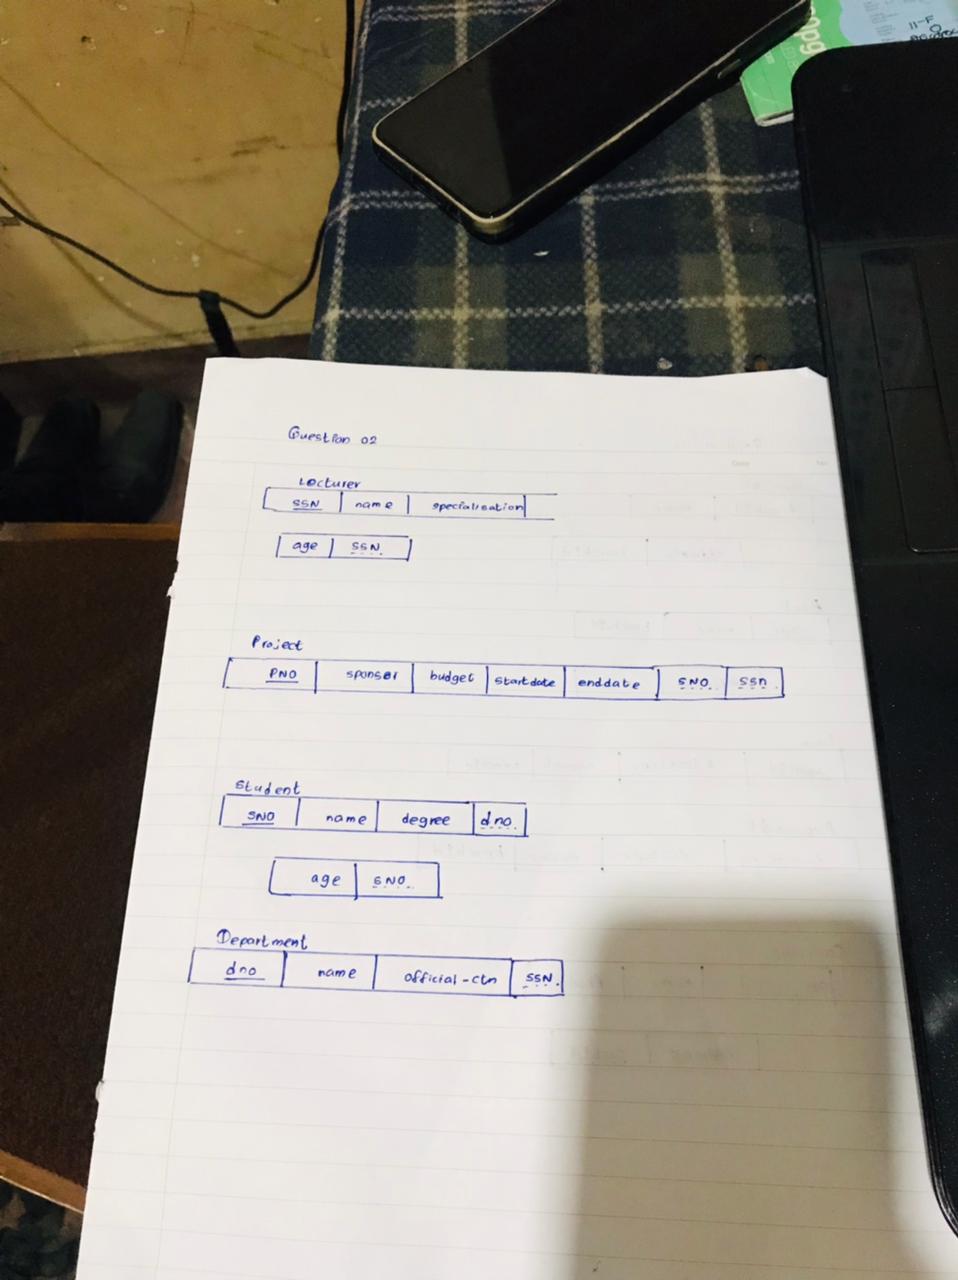 11-F
Question 02
Lecturer
SSN name specialisation
age SSN
Project
PNO sponser budget startdate enddate SNO ssn
Student
SNO name degree dno
age SNO
Department
dno name official-ctn SSN